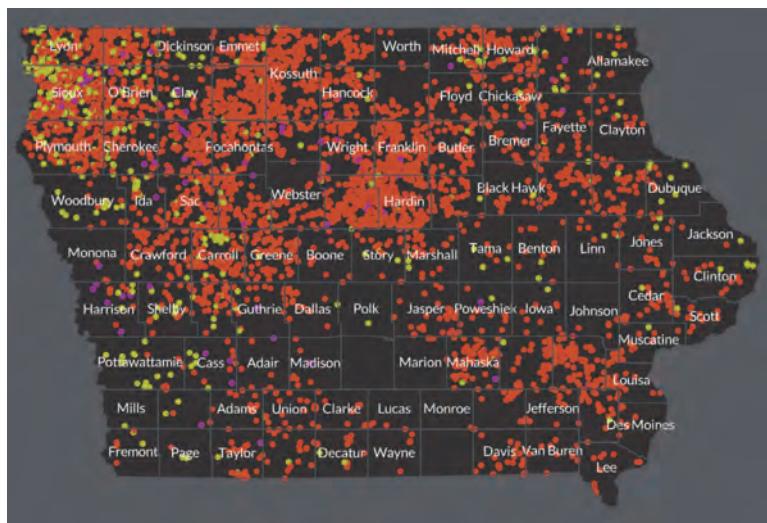 Lyon Dickinson Emmet Worth Mitchell Howard
Allamakee
Kossuth
Sioux O'Brien Clay Hancock Floyd Chickasaw
Plymouth Cherokee Pocahontas Wright Franklin Butler Bremer Fayette Clayton
Woodbury Ida Sac Webster Hardin Black Hawk Dubuque
Monona Crawford Carroll Greene Boone Story Marshall Tama Benton Linn Jones Jackson
Clinton
Harrison Shelby Guthrie Dallas Polk Jasper Poweshiek Iowa Johnson Cedar Scott
Muscatine
Pottawattamie Cass Adair Madison Marion Mahaska
Louisa
Mills Adams Union Clarke Lucas Monroe Jefferson
Des Moines
Fremont Page Taylor Decatur Wayne Davis Van Buren
Lee